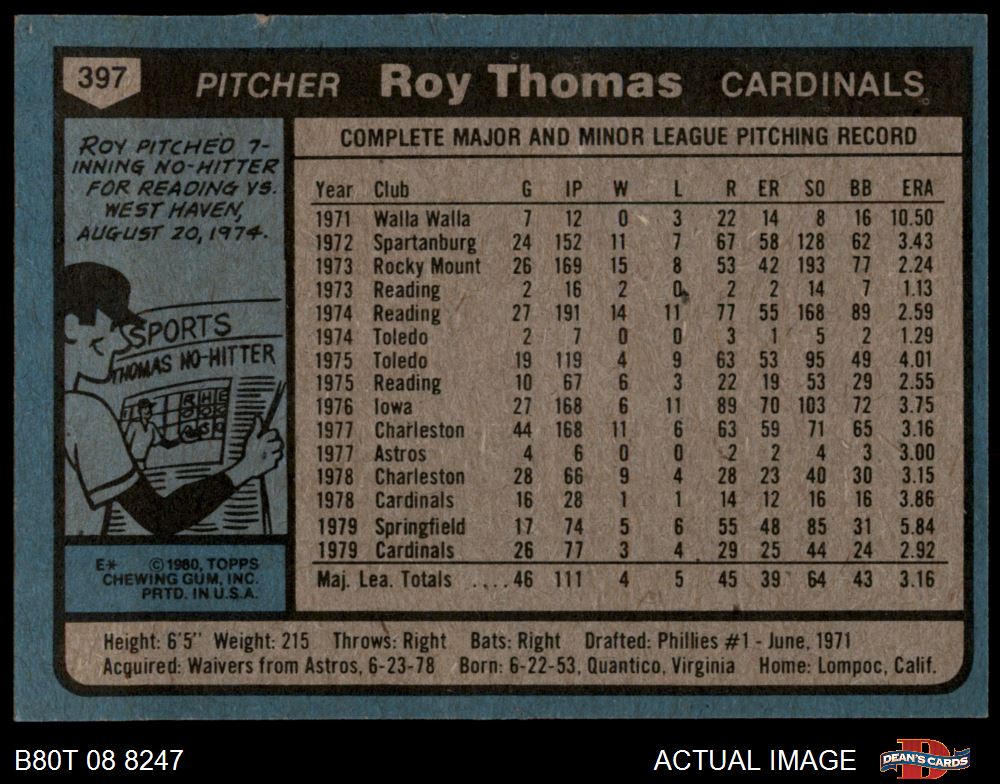 397 PITCHER Roy Thomas CARDINALS
ROY PITCHED 7-
INNING NO-HITTER
FOR READING VS.
WEST HAVEN,
AUGUST 20, 1974.
SPORTS
THOMAS NO-HITTER
R H E
E* ©1980, TOPPS
CHEWING GUM, INC.
PRTD. IN U.S.A.
COMPLETE MAJOR AND MINOR LEAGUE PITCHING RECORD
Year Club G IP W L R ER SO BB ERA
1971 Walla Walla 7 12 0 3 22 14 8 16 10.50
1972 Spartanburg 24 152 11 7 67 58 128 62 3.43
1973 Rocky Mount 26 169 15 8 53 42 193 77 2.24
1973 Reading 2 16 2 0 2 2 14 7 1.13
1974 Reading 27 191 14 11 77 55 168 89 2.59
1974 Toledo 2 7 0 0 3 1 5 2 1.29
1975 Toledo 19 119 4 9 63 53 95 49 4.01
1975 Reading 10 67 6 3 22 19 53 29 2.55
1976 Iowa 27 168 6 11 89 70 103 72 3.75
1977 Charleston 44 168 11 6 63 59 71 65 3.16
1977 Astros 4 6 0 0 2 2 4 3 3.00
1978 Charleston 28 66 9 4 28 23 40 30 3.15
1978 Cardinals 16 28 1 1 14 12 16 16 3.86
1979 Springfield 17 74 5 6 55 48 85 31 5.84
1979 Cardinals 26 77 3 4 29 25 44 24 2.92
Maj. Lea. Totals ....46 111 4 5 45 39 64 43 3.16
Height: 6'5" Weight: 215 Throws: Right Bats: Right Drafted: Phillies #1 - June, 1971
Acquired: Waivers from Astros, 6-23-78 Born: 6-22-53, Quantico, Virginia Home: Lompoc, Calif.
B80T 08 8247 ACTUAL IMAGE DEAN'S CARDS